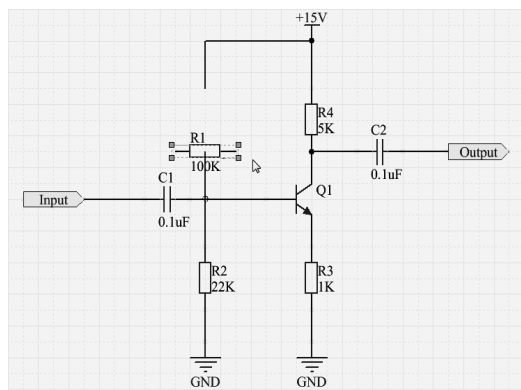 +15V
R4
5K
R1
100K
C2
0.1uF
Output
C1
0.1uF
Input
Q1
R2
22K
R3
1K
GND
GND